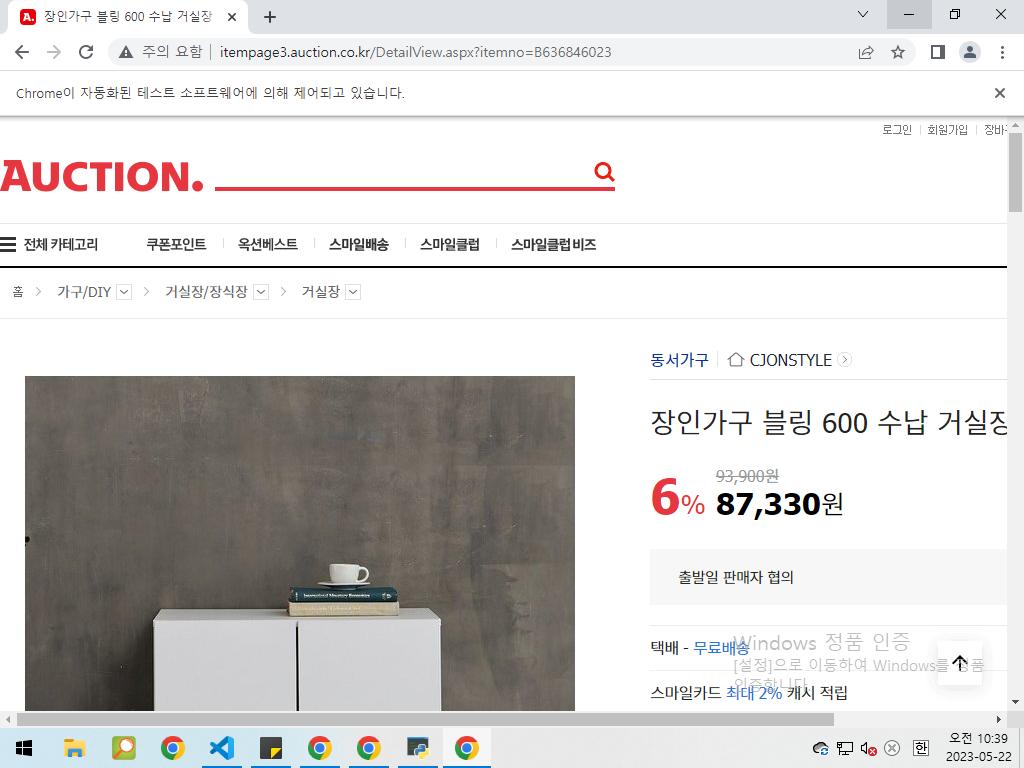 장인가구 블링 600 수납 거실장
주의 요함
itempage3.auction.co.kr/DetailView.aspx?itemno=B636846023
Chrome이 자동화된 테스트 소프트웨어에 의해 제어되고 있습니다.
로그인 회원가입 장바구
AUCTION.
전체 카테고리 쿠폰포인트 옥션베스트 스마일배송 스마일클럽 스마일클럽 비즈
홈 가구/DIY 거실장/장식장 거실장
동서가구 CJONSTYLE
장인가구 블링 600 수납 거실장
93,900원
6% 87,330원
출발일 판매자 협의
International Monetary Economics
택배 - 무료배송
Windows 정품 인증
[설정]으로 이동하여 Windows를 정품
인증합니다.
스마일카드 최대 2% 캐시 적립
한
오전 10:39
2023-05-22